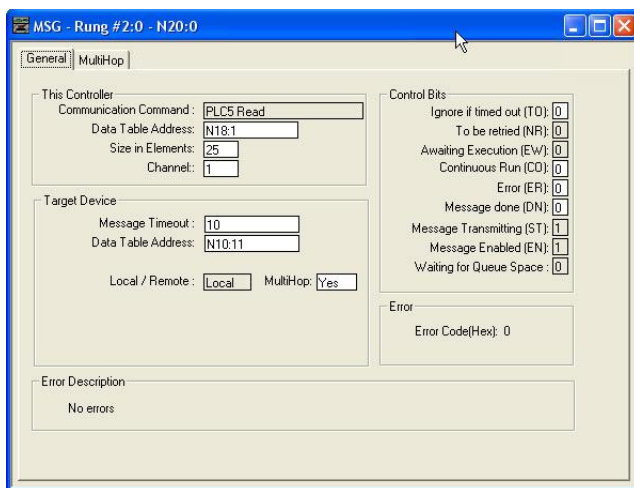 MSG - Rung #2:0 - N20:0
General MultiHop
This Controller
Communication Command : PLC5 Read
Data Table Address: N18:1
Size in Elements: 25
Channel: 1
Target Device
Message Timeout : 10
Data Table Address: N10:11
Local / Remote : Local MultiHop: Yes
Control Bits
Ignore if timed out (TO): 0
To be retried (NR): 0
Awaiting Execution (EW): 0
Continuous Run (CO): 0
Error (ER): 0
Message done (DN): 0
Message Transmitting (ST): 1
Message Enabled (EN): 1
Waiting for Queue Space : 0
Error
Error Code(Hex): 0
Error Description
No errors